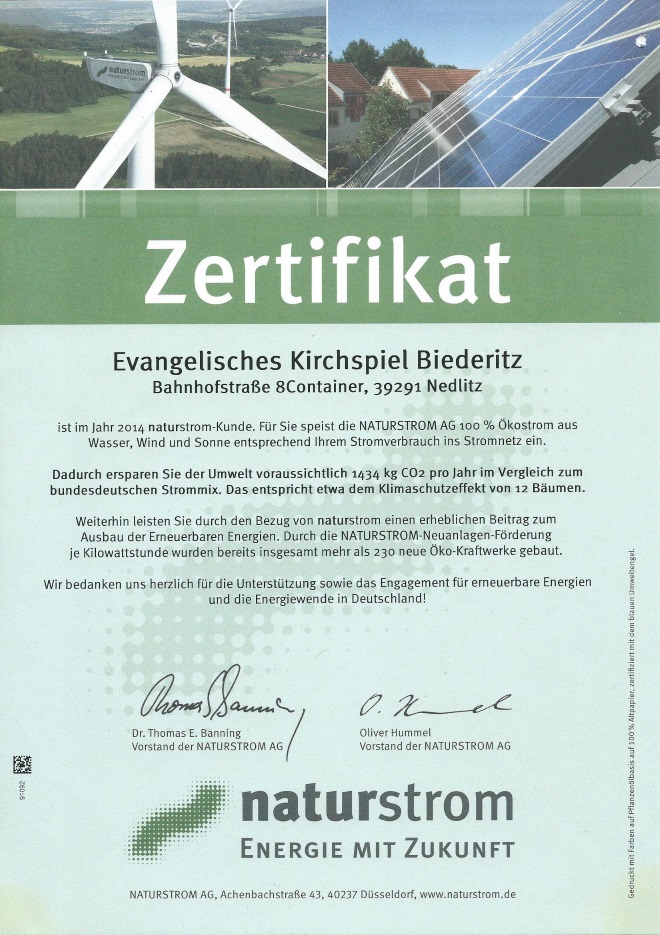 naturstrom
ENERGIE MIT ZUKUNFT
Zertifikat
Evangelisches Kirchspiel Biederitz
Bahnhofstraße 8Container, 39291 Nedlitz
ist im Jahr 2014 naturstrom-Kunde. Für Sie speist die NATURSTROM AG 100 % Ökostrom aus
Wasser, Wind und Sonne entsprechend Ihrem Stromverbrauch ins Stromnetz ein.
Dadurch ersparen Sie der Umwelt voraussichtlich 1434 kg CO2 pro Jahr im Vergleich zum
bundesdeutschen Strommix. Das entspricht etwa dem Klimaschutzeffekt von 12 Bäumen.
Weiterhin leisten Sie durch den Bezug von naturstrom einen erheblichen Beitrag zum
Ausbau der Erneuerbaren Energien. Durch die NATURSTROM-Neuanlagen-Förderung
je Kilowattstunde wurden bereits insgesamt mehr als 230 neue Öko-Kraftwerke gebaut.
Wir bedanken uns herzlich für die Unterstützung sowie das Engagement für erneuerbare Energien
und die Energiewende in Deutschland!
Thomas E Banning
O. Hummel
Dr. Thomas E. Banning
Vorstand der NATURSTROM AG
Oliver Hummel
Vorstand der NATURSTROM AG
91092
naturstrom
ENERGIE MIT ZUKUNFT
NATURSTROM AG, Achenbachstraße 43, 40237 Düsseldorf, www.naturstrom.de
Gedruckt mit Farben auf Pflanzenölbasis auf 100 % Altpapier, zertifiziert mit dem blauen Umweltengel.